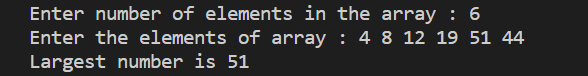 Enter number of elements in the array : 6
Enter the elements of array : 4 8 12 19 51 44
Largest number is 51